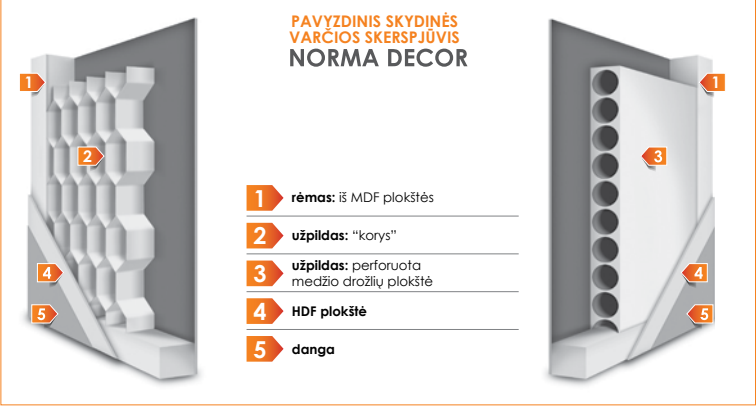 PAVYZDINIS SKYDINĖS
VARČIOS SKERSPJŪVIS
NORMA DECOR
1
2
4
5
1 rėmas: iš MDF plokštės
2 užpildas: “korys”
3 užpildas: perforuota
medžio drožlių plokštė
4 HDF plokštė
5 danga
1
3
4
5